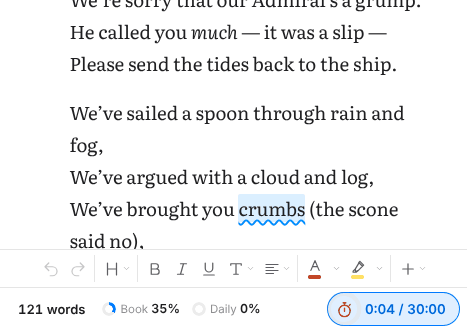 We're sorry that our Admiral's a grump.
He called you much — it was a slip —
Please send the tides back to the ship.
We've sailed a spoon through rain and
fog,
We've argued with a cloud and log,
We've brought you crumbs (the scone
said no),
H B I U T A
121 words Book 35% Daily 0% 0:04 / 30:00